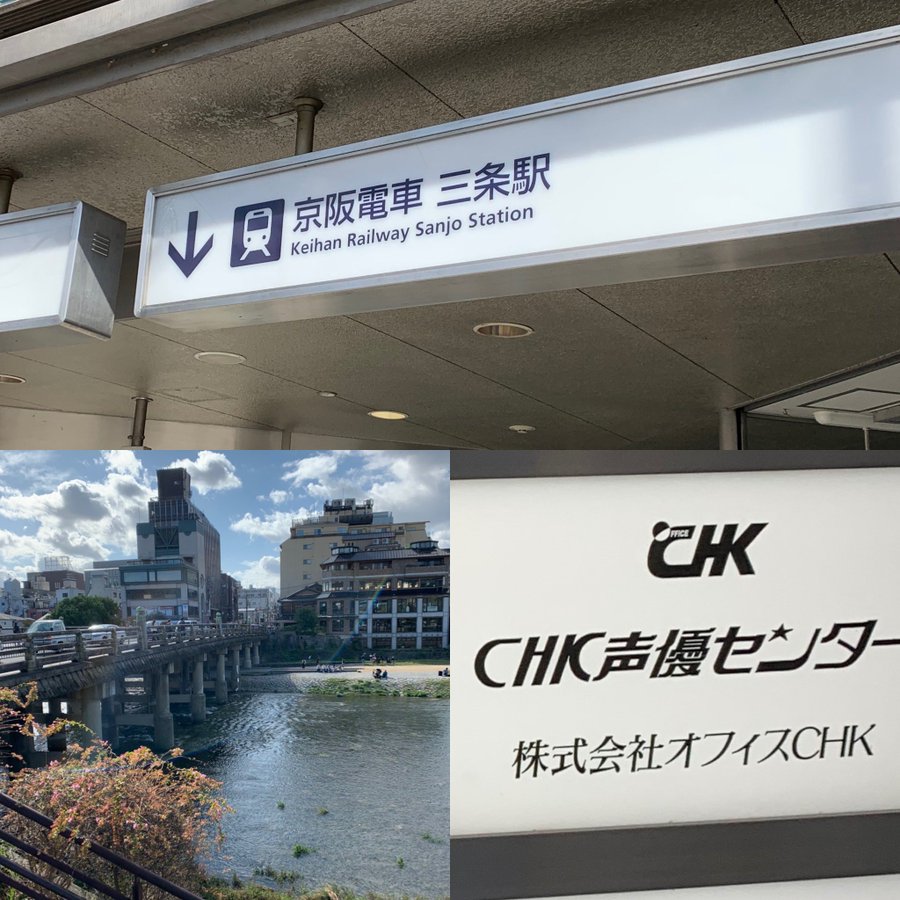 京阪電車 三条駅
Keihan Railway Sanjo Station
OFFICE
CHK
CHK声優センター
株式会社オフィスCHK